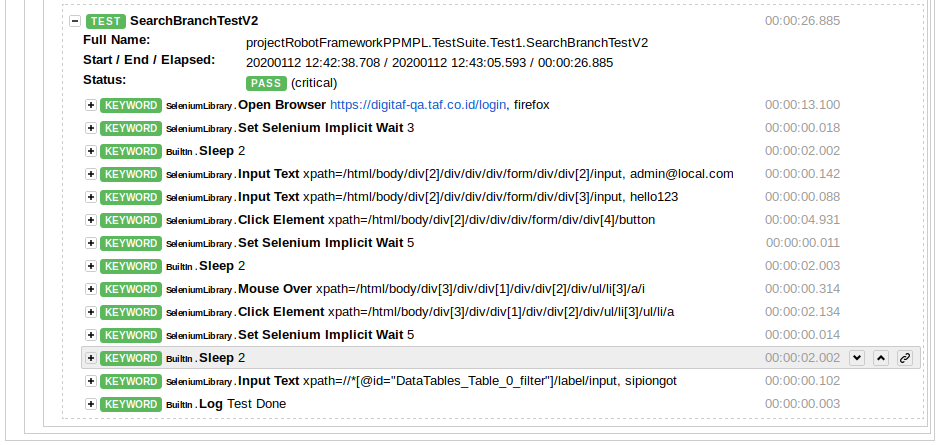 TEST SearchBranchTestV2 00:00:26.885
Full Name: projectRobotFrameworkPPMPL.TestSuite.Test1.SearchBranchTestV2
Start / End / Elapsed: 20200112 12:42:38.708 / 20200112 12:43:05.593 / 00:00:26.885
Status: PASS (critical)
KEYWORD SeleniumLibrary. Open Browser https://digitaf-qa.taf.co.id/login, firefox 00:00:13.100
KEYWORD SeleniumLibrary. Set Selenium Implicit Wait 3 00:00:00.018
KEYWORD BuiltIn. Sleep 2 00:00:02.002
KEYWORD SeleniumLibrary. Input Text xpath=/html/body/div[2]/div/div/div/form/div/div[2]/input, admin@local.com 00:00:00.142
KEYWORD SeleniumLibrary. Input Text xpath=/html/body/div[2]/div/div/div/form/div/div[3]/input, hello123 00:00:00.088
KEYWORD SeleniumLibrary. Click Element xpath=/html/body/div[2]/div/div/div/form/div/div[4]/button 00:00:04.931
KEYWORD SeleniumLibrary. Set Selenium Implicit Wait 5 00:00:00.011
KEYWORD BuiltIn. Sleep 2 00:00:02.003
KEYWORD SeleniumLibrary. Mouse Over xpath=/html/body/div[3]/div/div[1]/div/div[2]/div/ul/li[3]/a/i 00:00:00.314
KEYWORD SeleniumLibrary. Click Element xpath=/html/body/div[3]/div/div[1]/div/div[2]/div/ul/li[3]/ul/li/a 00:00:02.134
KEYWORD SeleniumLibrary. Set Selenium Implicit Wait 5 00:00:00.014
KEYWORD BuiltIn. Sleep 2 00:00:02.002
KEYWORD SeleniumLibrary. Input Text xpath=//*[@id="DataTables_Table_0_filter"]/label/input, sipiongot 00:00:00.102
KEYWORD BuiltIn. Log Test Done 00:00:00.003